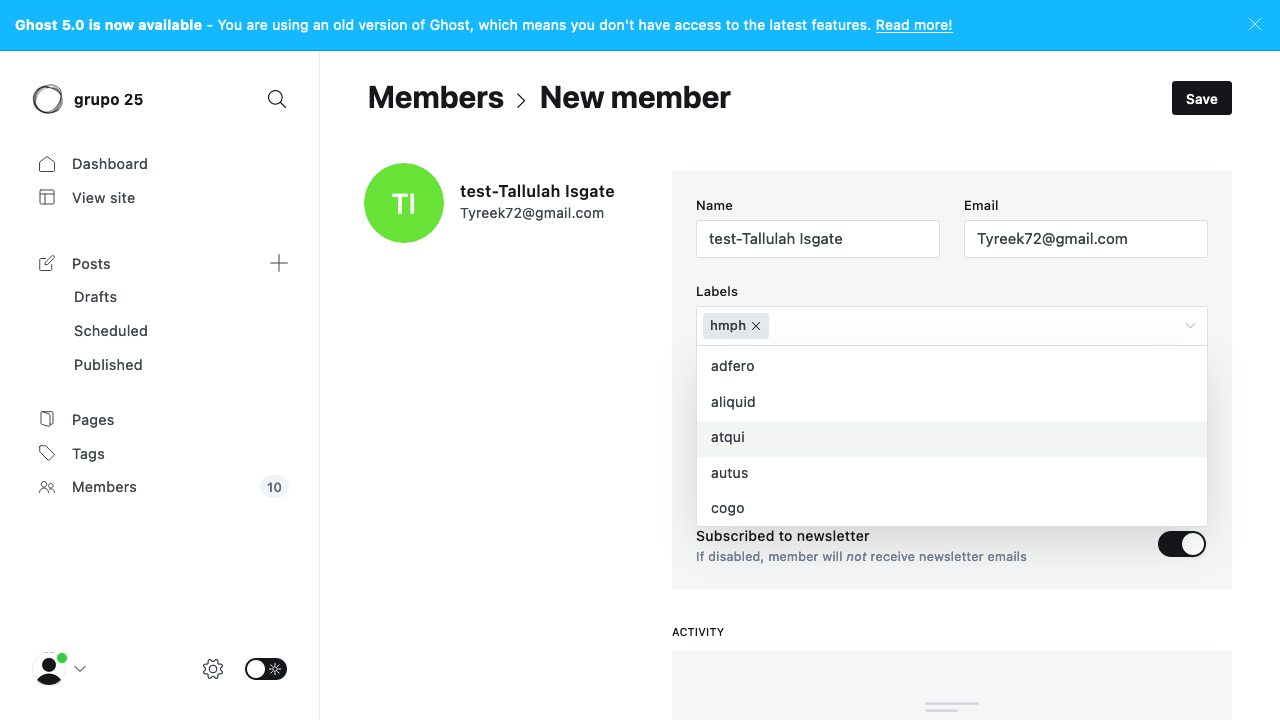 Ghost 5.0 is now available - You are using an old version of Ghost, which means you don't have access to the latest features. Read more!
grupo 25
Dashboard
View site
Posts
Drafts
Scheduled
Published
Pages
Tags
Members 10
Members > New member
Save
TI
test-Tallulah Isgate
Tyreek72@gmail.com
Name
Email
test-Tallulah Isgate
Tyreek72@gmail.com
Labels
hmph
adfero
aliquid
atqui
autus
cogo
Subscribed to newsletter
If disabled, member will not receive newsletter emails
ACTIVITY